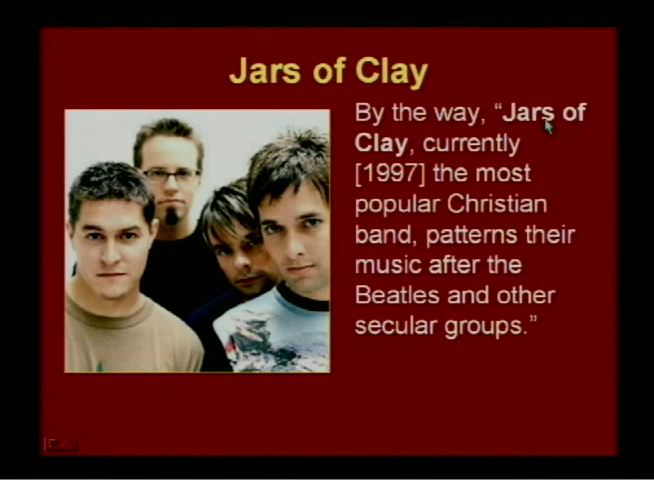 Jars of Clay
By the way, “Jars of
Clay, currently
[1997] the most
popular Christian
band, patterns their
music after the
Beatles and other
secular groups.”